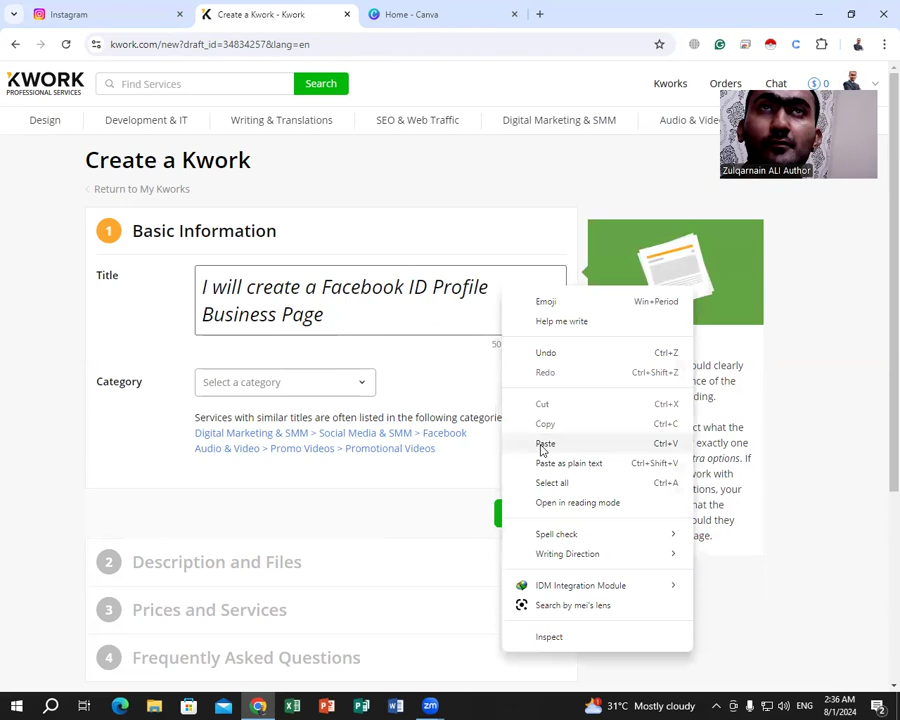 Instagram
Create a Kwork - Kwork
Home - Canva
kwork.com/new?draft_id=34834257&lang=en
KWORK
PROFESSIONAL SERVICES
Find Services
Search
Kworks
Orders
Chat
$ 0
Design
Development & IT
Writing & Translations
SEO & Web Traffic
Digital Marketing & SMM
Audio & Vide
Zulqarnain ALI Author
Create a Kwork
Return to My Kworks
1
Basic Information
Title
I will create a Facebook ID Profile
Business Page
50
Category
Select a category
Services with similar titles are often listed in the following categorie
Digital Marketing & SMM > Social Media & SMM > Facebook
Audio & Video > Promo Videos > Promotional Videos
2
Description and Files
3
Prices and Services
4
Frequently Asked Questions
Emoji
Win+Period
Help me write
Undo
Ctrl+Z
Redo
Ctrl+Shift+Z
Cut
Ctrl+X
Copy
Ctrl+C
Paste
Ctrl+V
Paste as plain text
Ctrl+Shift+V
Select all
Ctrl+A
Open in reading mode
Spell check
Writing Direction
IDM Integration Module
Search by mei's lens
Inspect
ould clearly
nce of the
ding.
ct what the
exactly one
tra options. If
work with
tions, your
hat the
ould they
age.
31°C Mostly cloudy
ENG
2:36 AM
8/1/2024
2